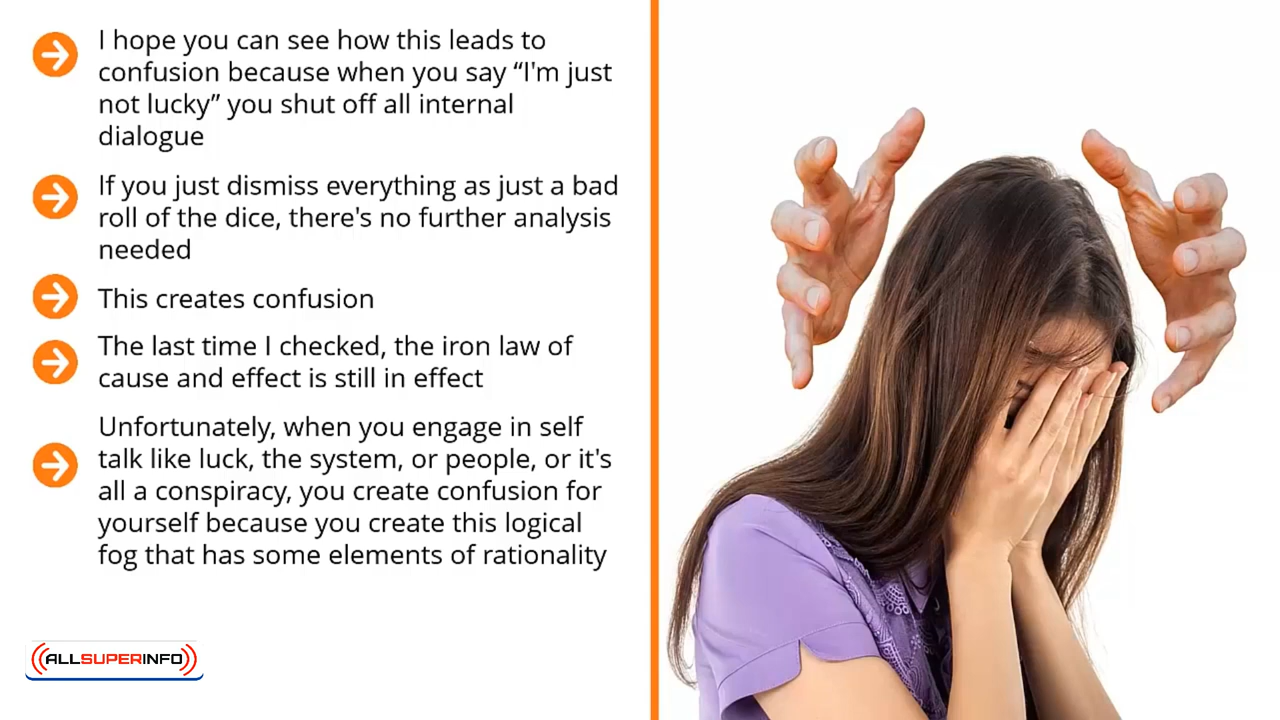 I hope you can see how this leads to
confusion because when you say “I'm just
not lucky” you shut off all internal
dialogue
If you just dismiss everything as just a bad
roll of the dice, there's no further analysis
needed
This creates confusion
The last time I checked, the iron law of
cause and effect is still in effect
Unfortunately, when you engage in self
talk like luck, the system, or people, or it's
all a conspiracy, you create confusion for
yourself because you create this logical
fog that has some elements of rationality
ALLSUPERINFO